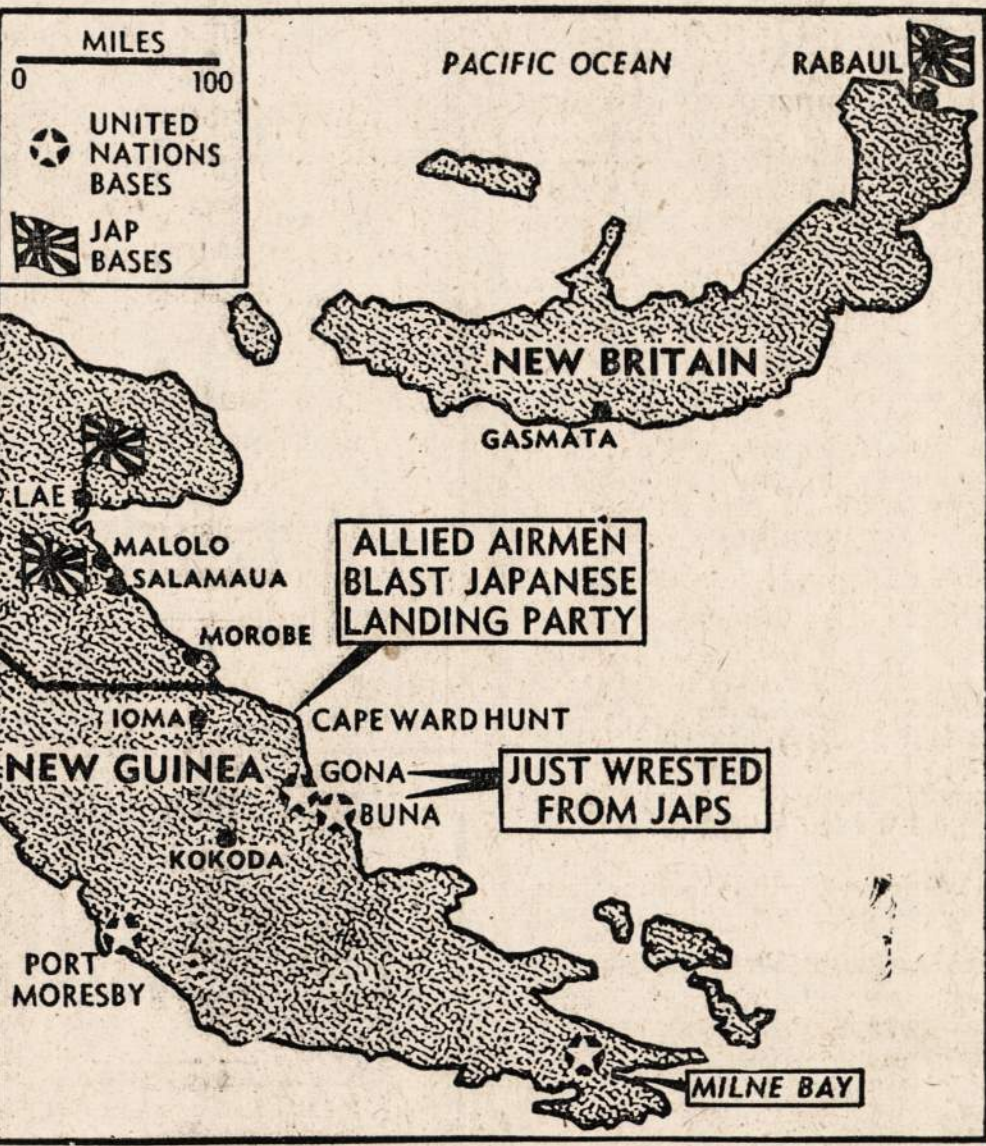 MILES
0 100
UNITED
NATIONS
BASES
JAP
BASES
PACIFIC OCEAN
RABAUL
NEW BRITAIN
GASMATA
LAE
MALOLO
SALAMAUA
ALLIED AIRMEN
BLAST JAPANESE
LANDING PARTY
MOROBE
IOMA
CAPE WARD HUNT
NEW GUINEA
GONA
BUNA
JUST WRESTED
FROM JAPS
KOKODA
PORT
MORESBY
MILNE BAY